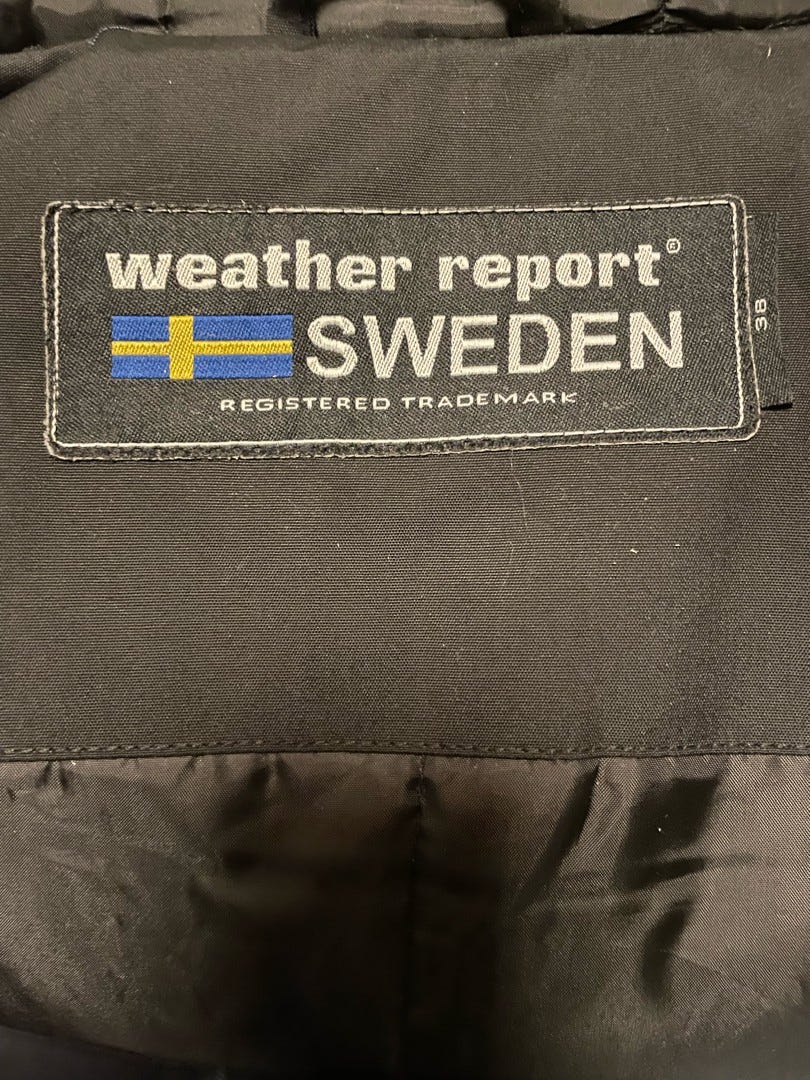 weather report®
SWEDEN
REGISTERED TRADEMARK
38